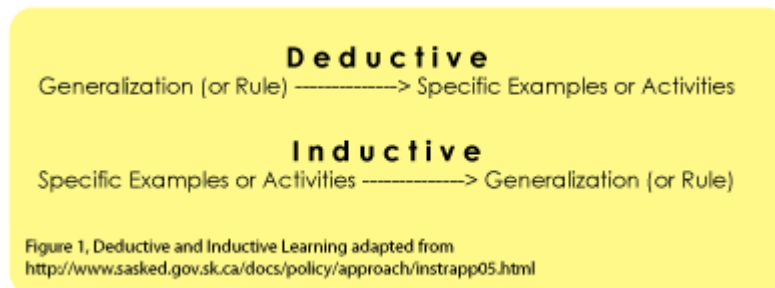 Deductive
Generalization (or Rule) --------------> Specific Examples or Activities
Inductive
Specific Examples or Activities --------------> Generalization (or Rule)
Figure 1, Deductive and Inductive Learning adapted from
http://www.sasked.gov.sk.ca/docs/policy/approach/instrapp05.html